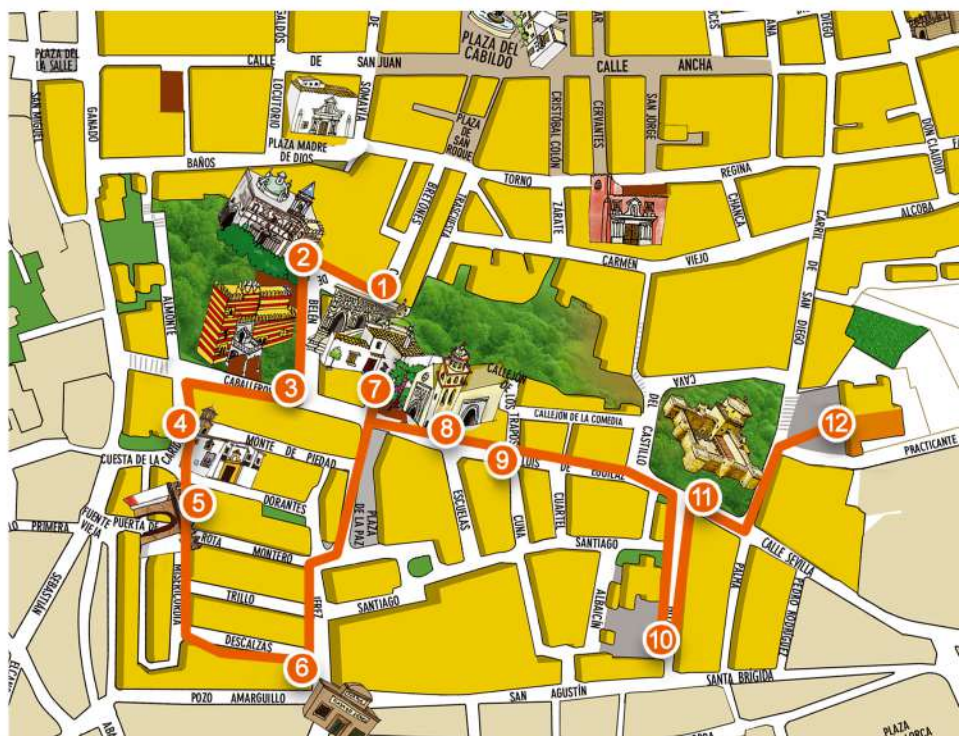 PLAZA DEL
LA SALLE
CALLE DE SAN JUAN
PLAZA DEL
CABILDO
CALLE ANCHA
SAN MIGUEL
GANADO
LOCUTORIO
SOMAVIA
PLAZA MADRE
DE DIOS
BAÑOS
PLAZA
DE SAN
ROQUE
CRISTÓBAL COLÓN
CERVANTES
SAN JORGE
DIEGO
DON CLAUDIO
TORNO
REGINA
BRETONES
TRASCUESTA
ZARATE
CHANCA
ALCOBA
CARMEN VIEJO
CARRIL DE SAN DIEGO
2
1
DE BELÉN
ALMONTE
CABALLEROS
3
7
CALLEJÓN
DE LOS TRAPOS
CALLEJÓN DE LA COMEDIA
CAVA
DEL CASTILLO
4
8
9
12
MONTE DE PIEDAD
CUESTA DE LA
LUIS DE EGUILAZ
PRACTICANTE
5
11
DORANTES
PLAZA
DE LA PAZ
ESCUELAS
CUNA
CUARTEL
PRIMERA
FUENTE
VIEJA
PUERTA DE
ROTA
MONTERO
SANTIAGO
CALLE SEVILLA
SEBASTIÁN
MISERICORDIA
TRILLO
JEREZ
SANTIAGO
ALBAICÍN
PALMA
PEDRO RODRÍGUEZ
DESCALZAS
6
10
POZO AMARGUILLO
SAN AGUSTÍN
SANTA BRÍGIDA
PLAZA